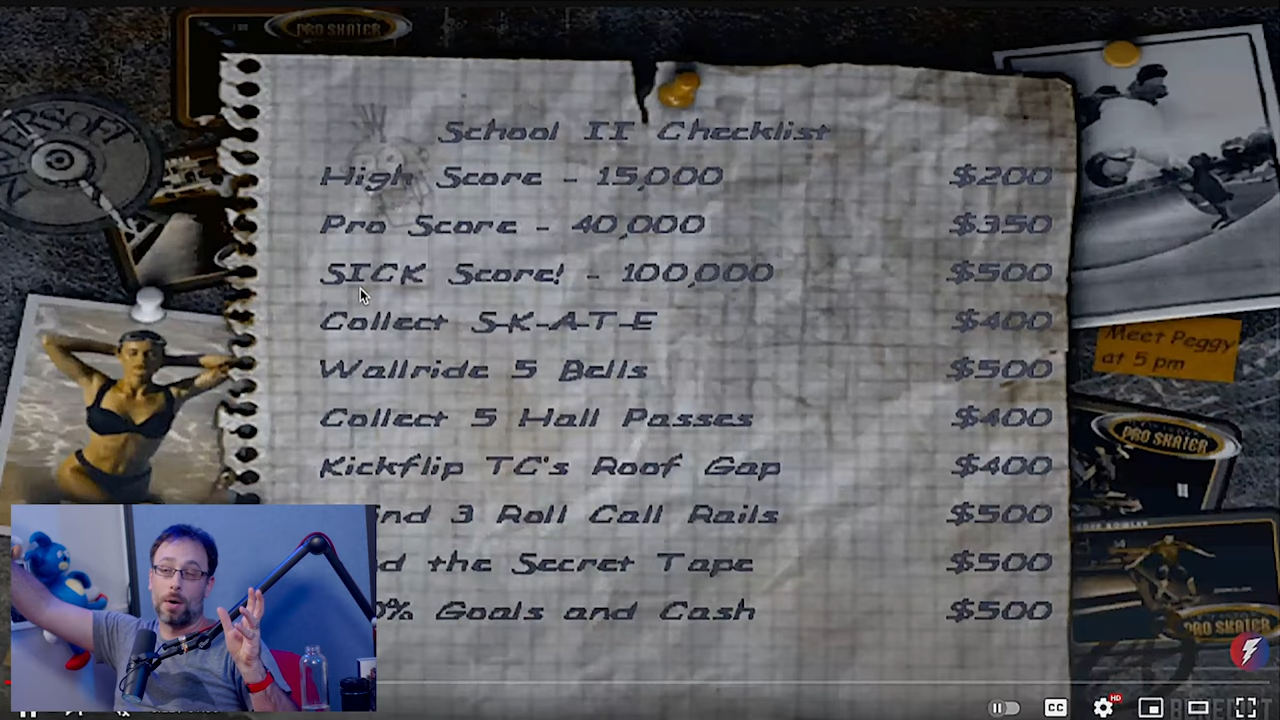 PRO SKATER
School II Checklist
High Score - 15,000 $200
Pro Score - 40,000 $350
SICK Score! - 100,000 $500
Collect S-K-A-T-E $400
Wallride 5 Bells $500
Collect 5 Hall Passes $400
Kickflip TC's Roof Gap $400
nd 3 Roll Call Rails $500
d the Secret Tape $500
0% Goals and Cash $500
Meet Peggy
at 5 pm
PRO SKATER
PRO SKATER
CC
HD